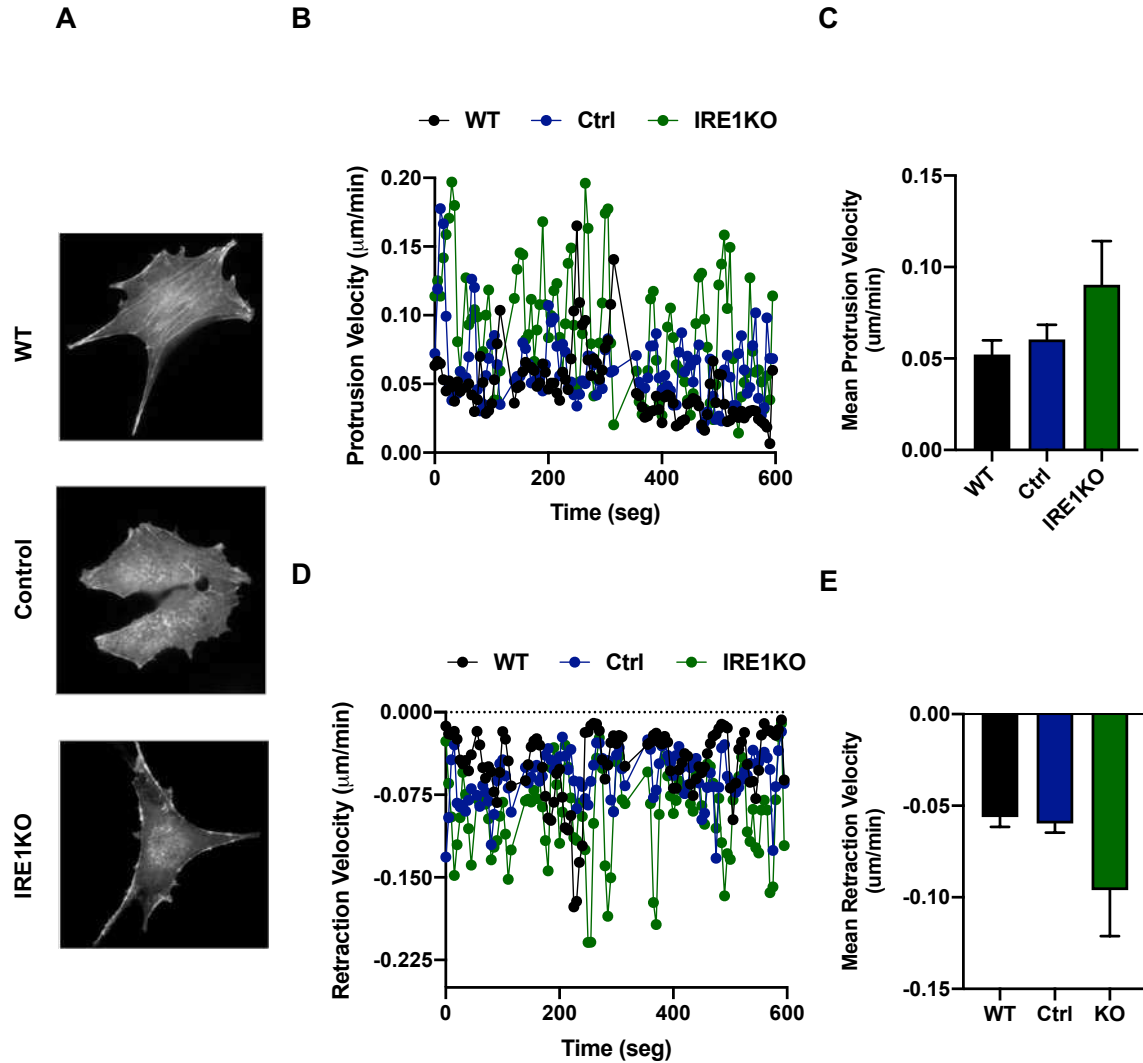 A
B
C
WT
Control
IRE1KO
WT Ctrl IRE1KO
Protrusion Velocity (μm/min)
0.20
0.15
0.10
0.05
0.00
0 200 400 600
Time (seg)
Mean Protrusion Velocity
(um/min)
0.15
0.10
0.05
0.00
WT Ctrl IRE1KO
D
E
WT Ctrl IRE1KO
Retraction Velocity (μm/min)
0.000
-0.075
-0.150
-0.225
0 200 400 600
Time (seg)
Mean Retraction Velocity
(um/min)
0.00
-0.05
-0.10
-0.15
WT Ctrl KO